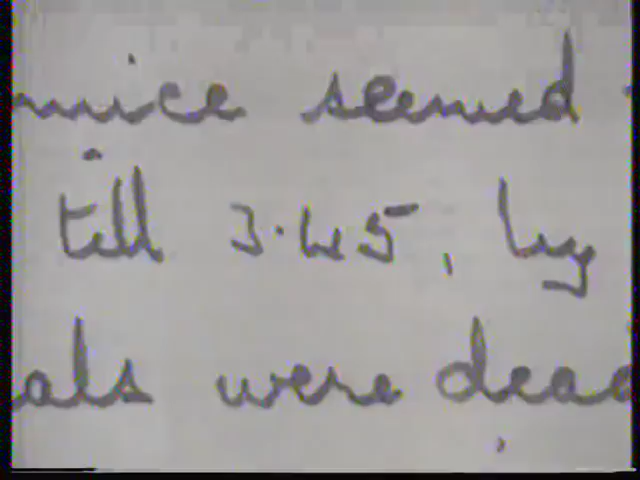 mice seemed
till 3.45, by
als were dead